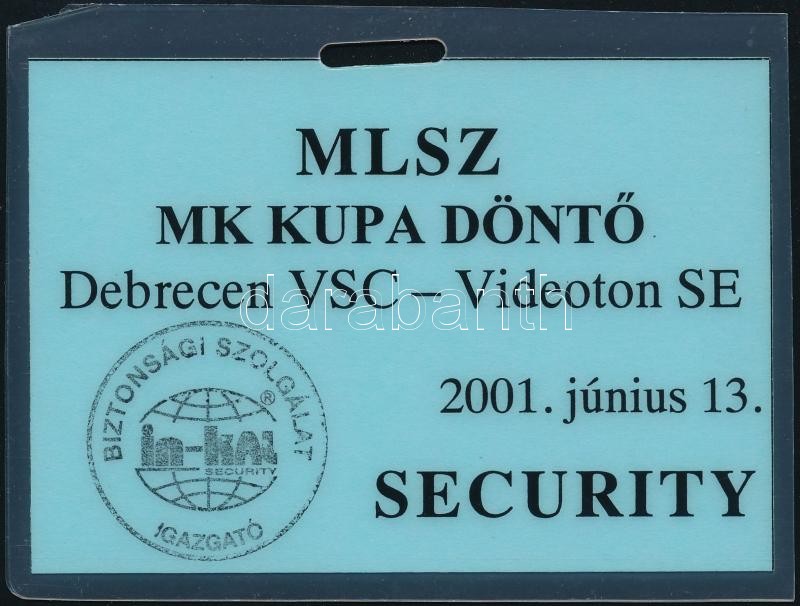 MLSZ
MK KUPA DÖNTŐ
Debrecen VSC – Videoton SE
darabanth
2001. június 13.
SECURITY
BIZTONSÁGI SZOLGÁLAT
in-kal ®
SECURITY
IGAZGATÓ